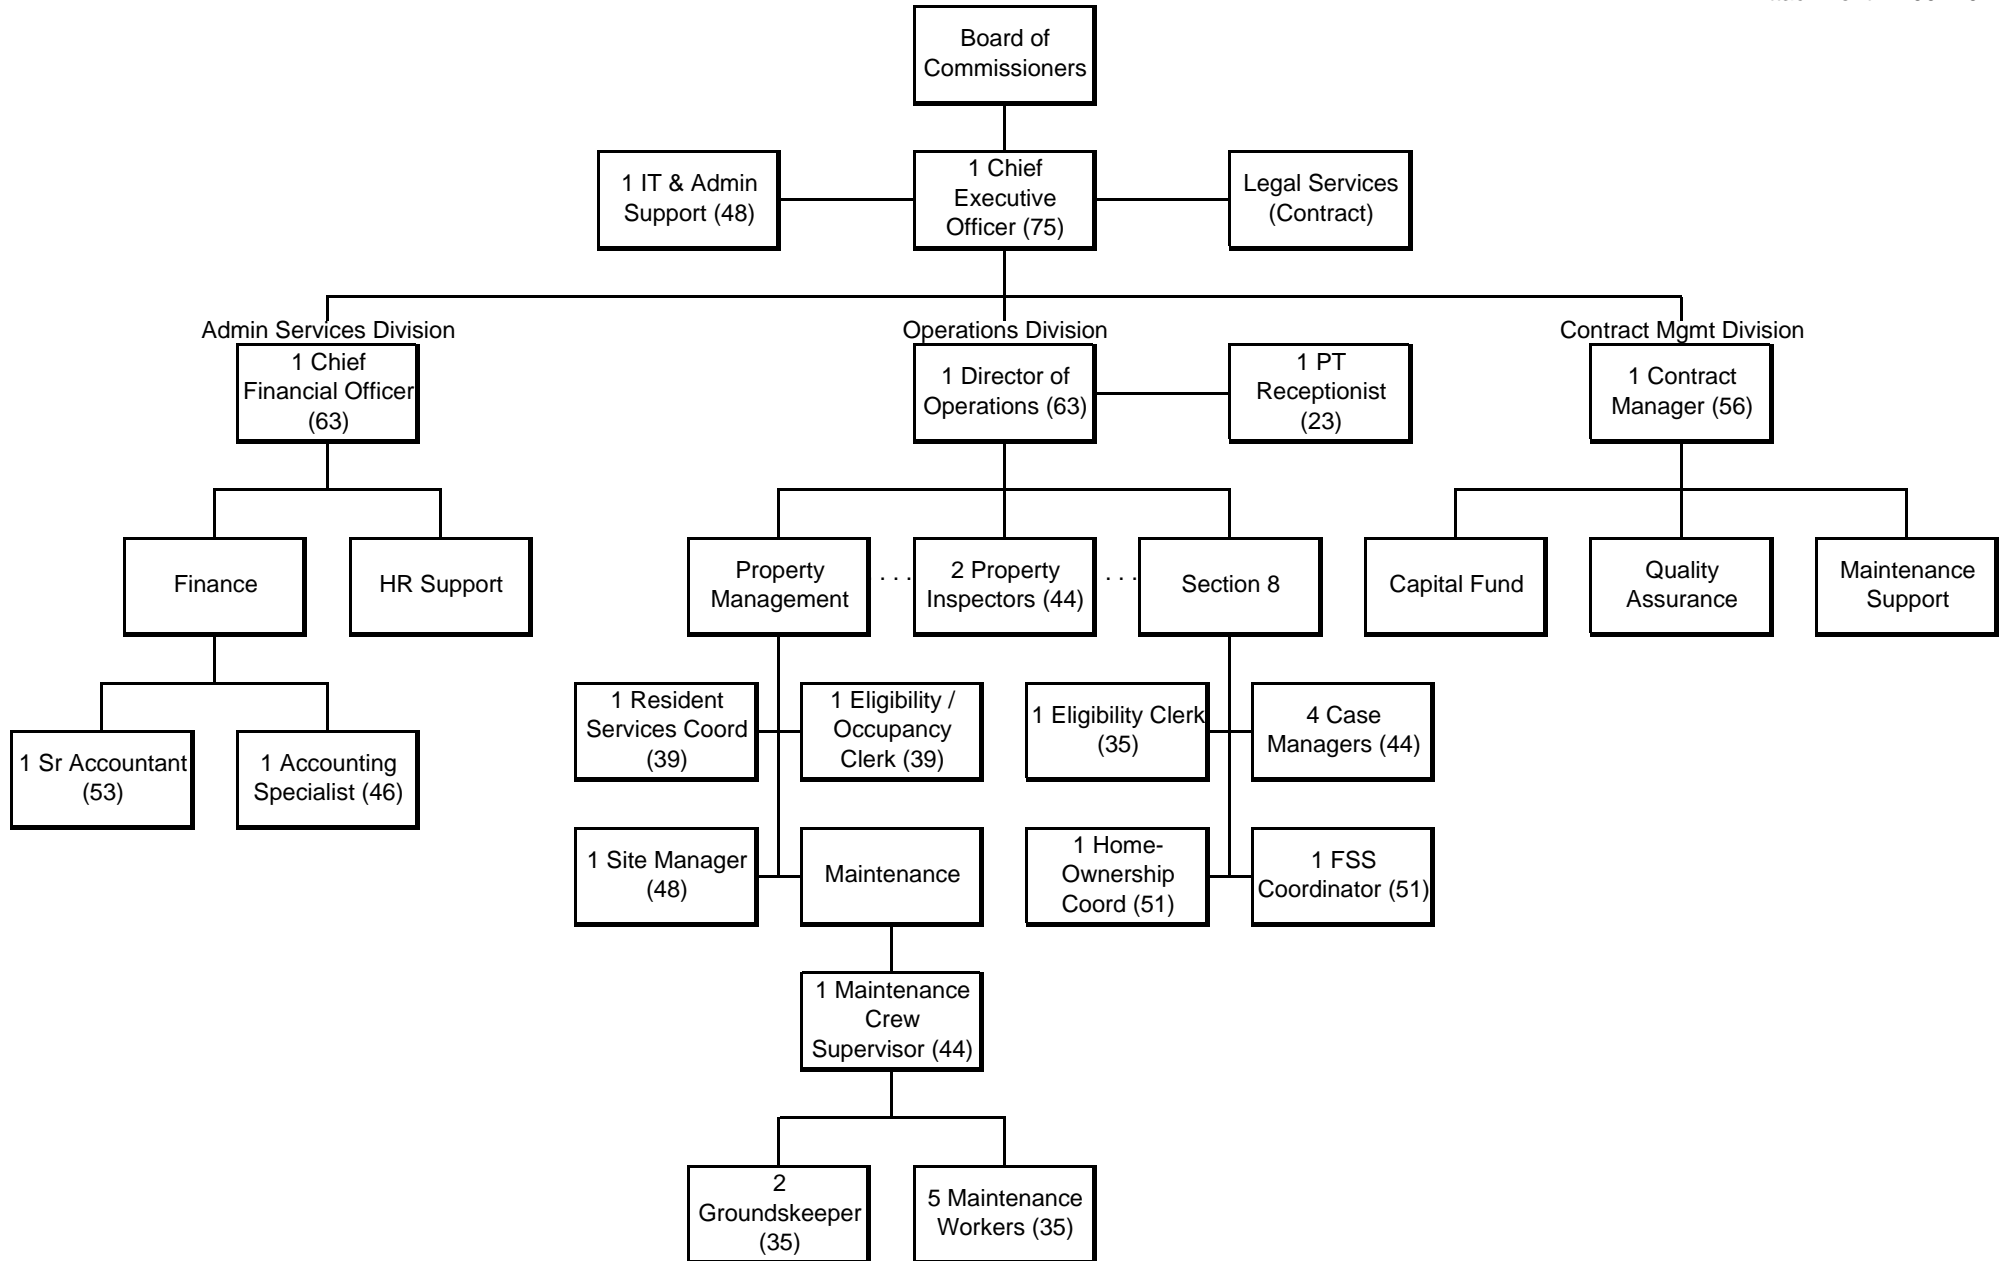 Board of
Commissioners
1 IT & Admin
Support (48)
1 Chief
Executive
Officer (75)
Legal Services
(Contract)
Admin Services Division
Operations Division
Contract Mgmt Division
1 Chief
Financial Officer
(63)
1 Director of
Operations (63)
1 PT
Receptionist
(23)
1 Contract
Manager (56)
Finance
HR Support
Property
Management
. . .
2 Property
Inspectors (44)
. . .
Section 8
Capital Fund
Quality
Assurance
Maintenance
Support
1 Resident
Services Coord
(39)
1 Eligibility /
Occupancy
Clerk (39)
1 Eligibility Clerk
(35)
4 Case
Managers (44)
1 Sr Accountant
(53)
1 Accounting
Specialist (46)
1 Site Manager
(48)
Maintenance
1 Home-
Ownership
Coord (51)
1 FSS
Coordinator (51)
1 Maintenance
Crew
Supervisor (44)
2
Groundskeeper
(35)
5 Maintenance
Workers (35)